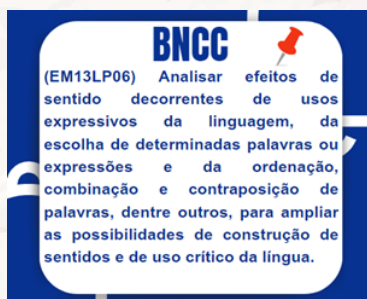 BNCC
(EM13LP06) Analisar efeitos de
sentido decorrentes de usos
expressivos da linguagem, da
escolha de determinadas palavras ou
expressões e da ordenação,
combinação e contraposição de
palavras, dentre outros, para ampliar
as possibilidades de construção de
sentidos e de uso crítico da língua.